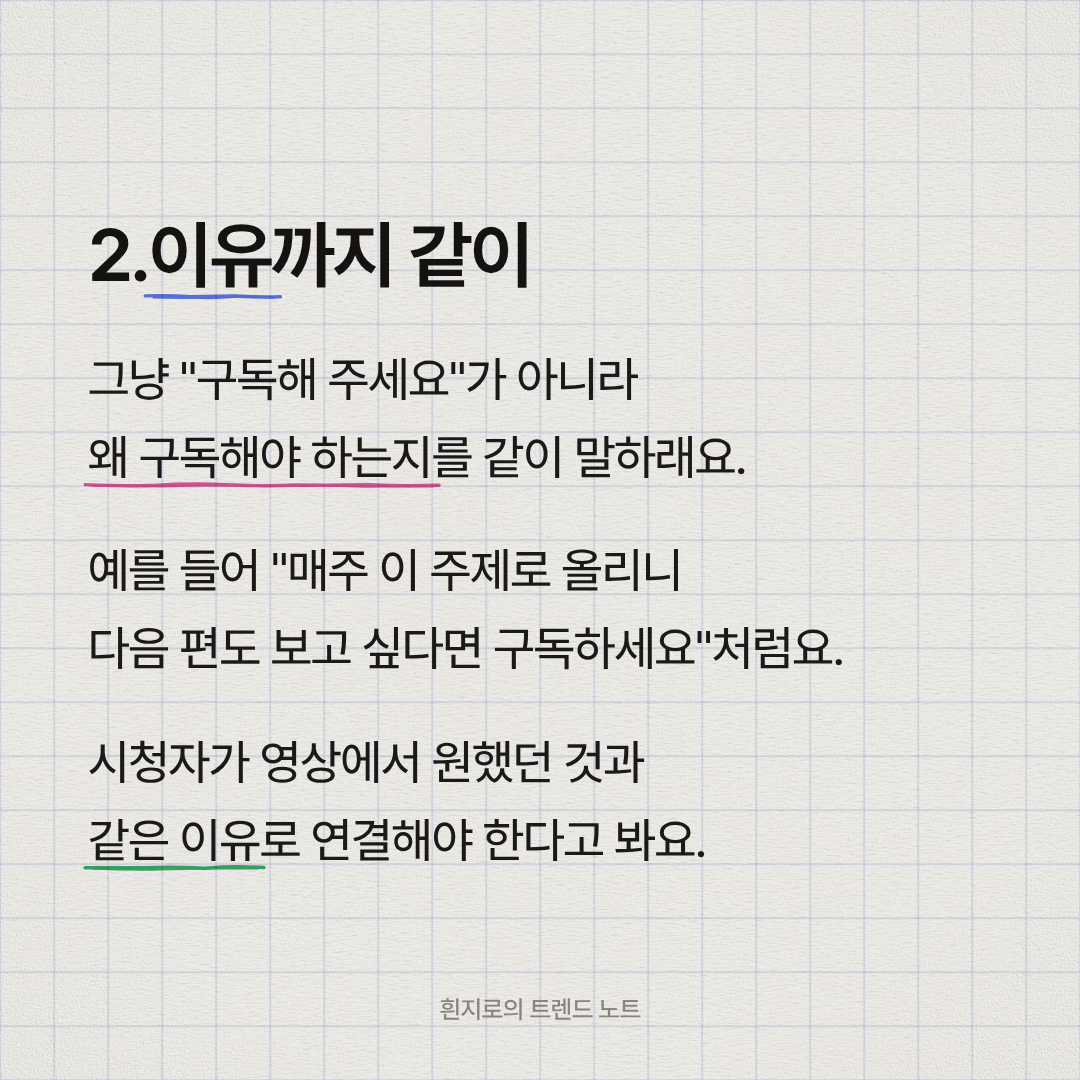 2.이유까지 같이
그냥 "구독해 주세요"가 아니라
왜 구독해야 하는지를 같이 말하래요.
예를 들어 "매주 이 주제로 올리니
다음 편도 보고 싶다면 구독하세요"처럼요.
시청자가 영상에서 원했던 것과
같은 이유로 연결해야 한다고 봐요.
흰지로의 트렌드 노트